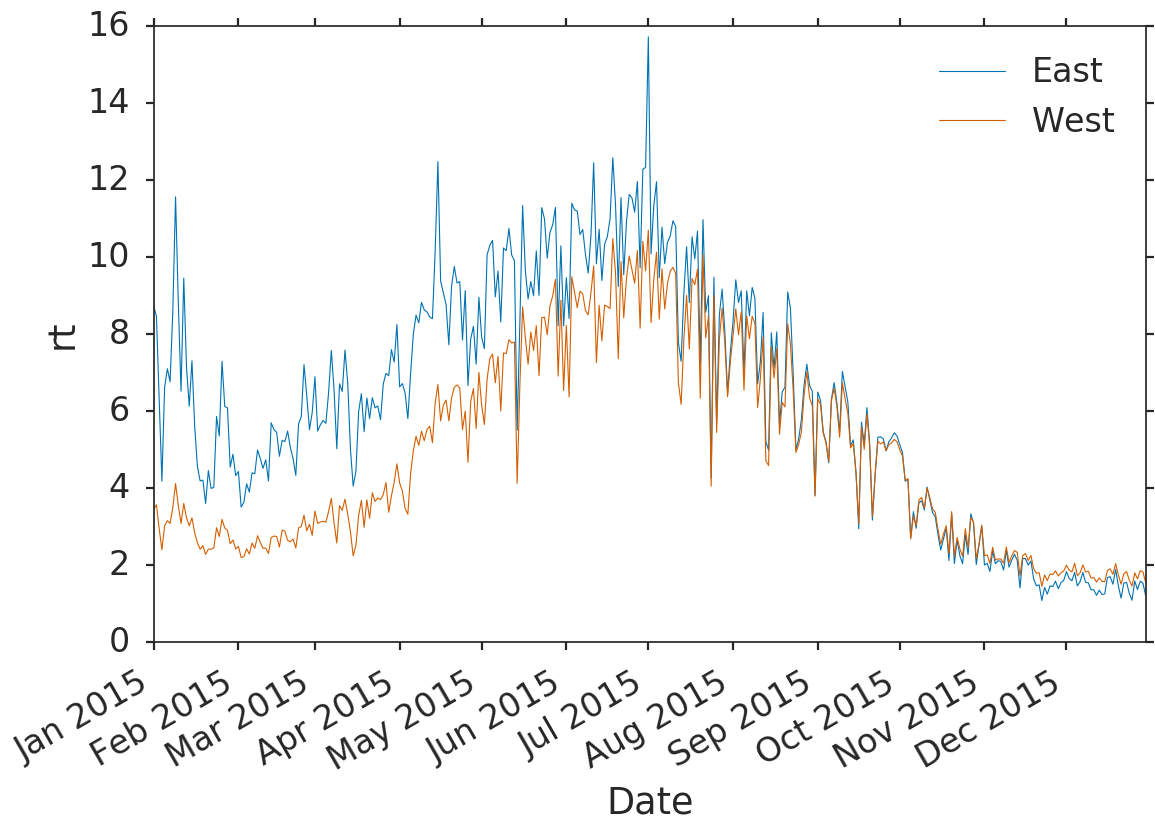 16
14
12
10
8
6
4
2
0
rt
East
West
Jan 2015
Feb 2015
Mar 2015
Apr 2015
May 2015
Jun 2015
Jul 2015
Aug 2015
Sep 2015
Oct 2015
Nov 2015
Dec 2015
Date